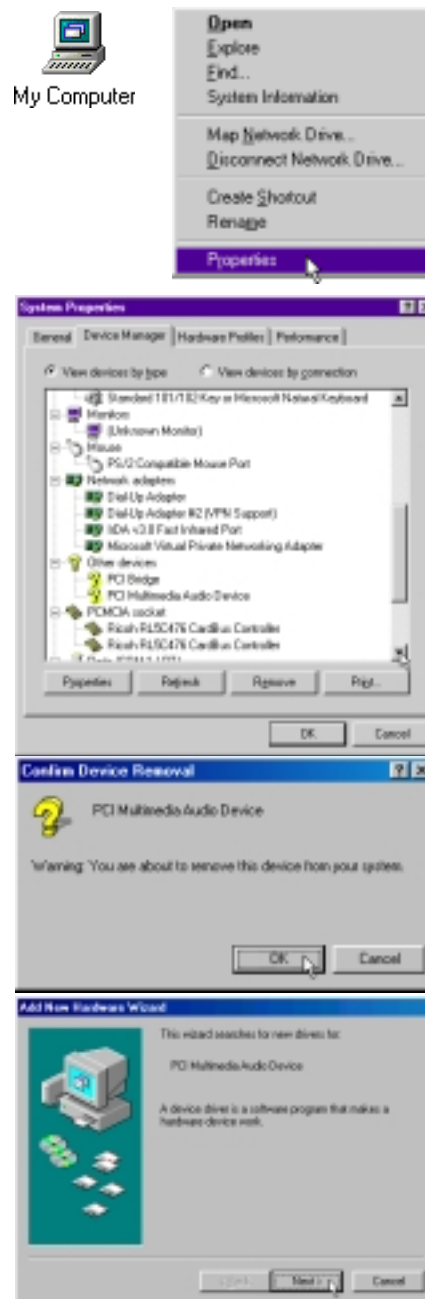 My Computer
Open
Explore
Find...
System Information
Map Network Drive...
Disconnect Network Drive...
Create Shortcut
Rename
Properties
System Properties
General Device Manager Hardware Profiles Performance
View devices by type View devices by connection
Standard 101/102 Key or Microsoft Natural Keyboard
Monitors
(Unknown Monitor)
Mouse
PS/2 Compatible Mouse Port
Network adapters
Dial-Up Adapter
Dial-Up Adapter #2 (VPN Support)
IrDA v3.0 Fast Infrared Port
Microsoft Virtual Private Networking Adapter
Other devices
PCI Bridge
PCI Multimedia Audio Device
PCMCIA socket
Ricoh RL5C476 CardBus Controller
Ricoh RL5C476 CardBus Controller
Properties Refresh Remove Print...
OK Cancel
Confirm Device Removal
PCI Multimedia Audio Device
Warning: You are about to remove this device from your system.
OK Cancel
Add New Hardware Wizard
This wizard searches for new drivers for:
PCI Multimedia Audio Device
A device driver is a software program that makes a
hardware device work.
< Back Next > Cancel